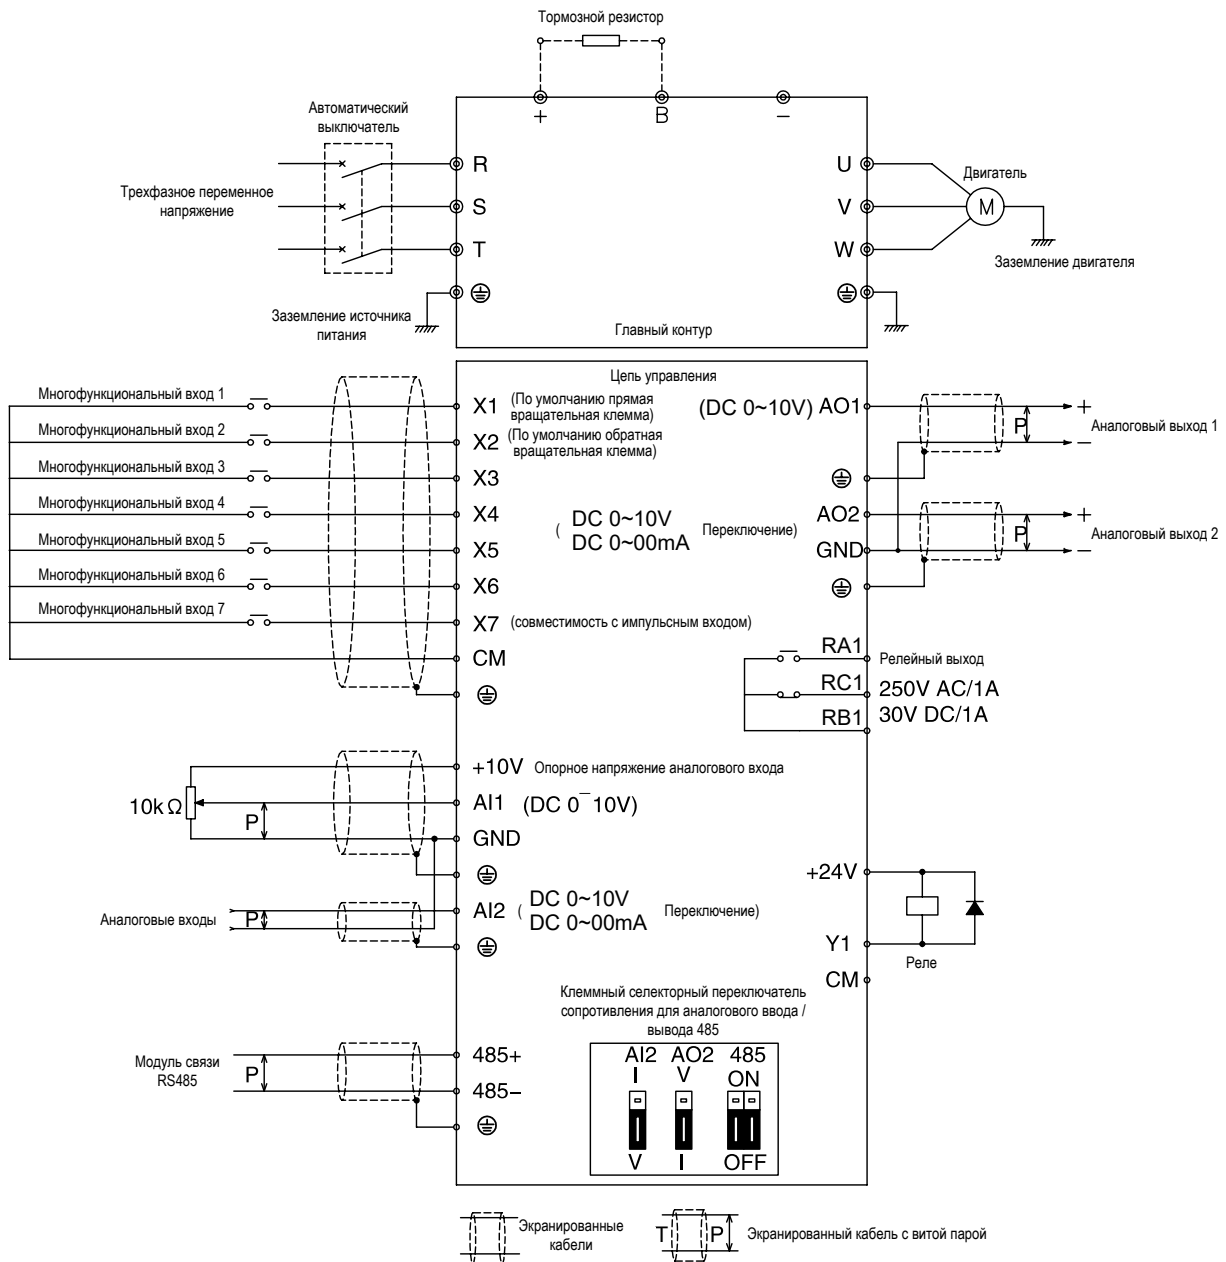 Тормозной резистор
+
B
−
Автоматический
выключатель
R
U
Двигатель
Трехфазное переменное
напряжение
S
V
M
T
W
Заземление двигателя
Заземление источника
питания
Главный контур
Цепь управления
Многофункциональный вход 1
X1 (По умолчанию прямая
вращательная клемма)
(DC 0~10V) AO1
P
+
Аналоговый выход 1
−
Многофункциональный вход 2
X2 (По умолчанию обратная
вращательная клемма)
Многофункциональный вход 3
X3
Многофункциональный вход 4
X4
( DC 0~10V
DC 0~00mA
Переключение)
AO2
P
+
Аналоговый выход 2
−
Многофункциональный вход 5
X5
GND
Многофункциональный вход 6
X6
Многофункциональный вход 7
X7 (совместимость с импульсным входом)
CM
RA1
Релейный выход
RC1
250V AC/1A
RB1
30V DC/1A
+10V Опорное напряжение аналогового входа
10k Ω
P
AI1 (DC 0¯10V)
GND
Аналоговые входы
P
AI2 ( DC 0~10V
DC 0~00mA
Переключение)
+24V
Y1
Реле
CM
Клеммный селекторный переключатель
сопротивления для аналогового ввода /
вывода 485
AI2 AO2 485
I V ON
V I OFF
Модуль связи
RS485
P
485+
485−
Экранированные
кабели
T P
Экранированный кабель с витой парой